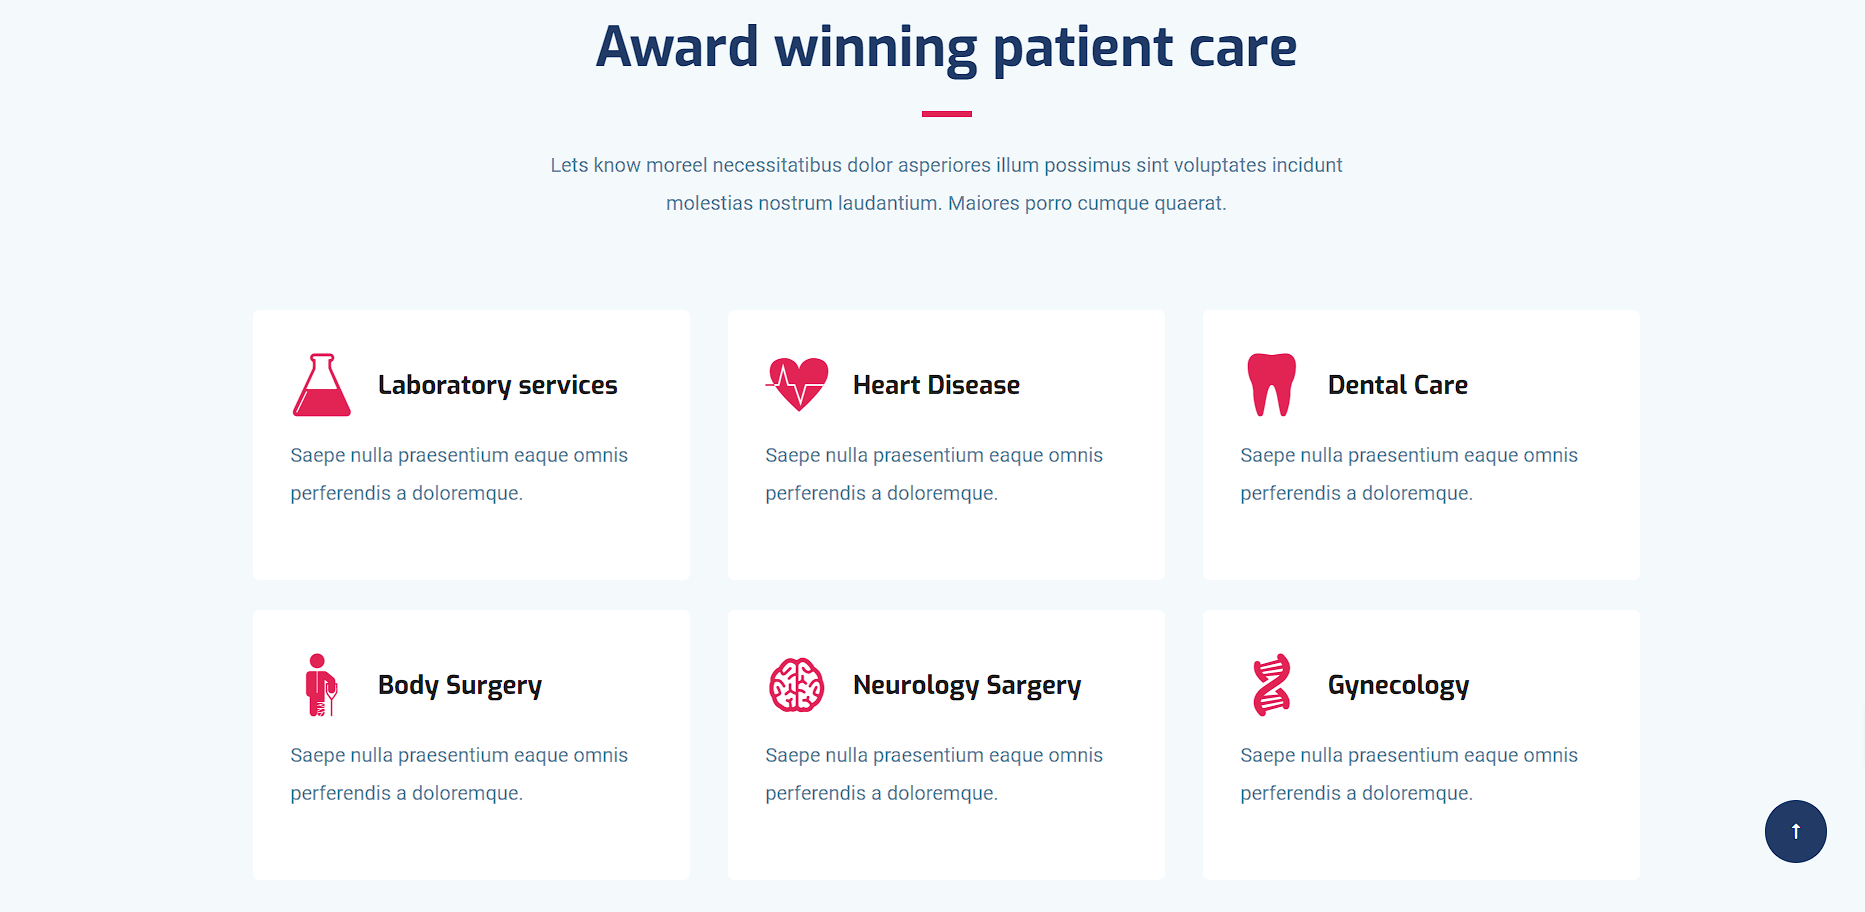 Award winning patient care
Lets know moreel necessitatibus dolor asperiores illum possimus sint voluptates incidunt
molestias nostrum laudantium. Maiores porro cumque quaerat.
Laboratory services
Saepe nulla praesentium eaque omnis
perferendis a doloremque.
Heart Disease
Saepe nulla praesentium eaque omnis
perferendis a doloremque.
Dental Care
Saepe nulla praesentium eaque omnis
perferendis a doloremque.
Body Surgery
Saepe nulla praesentium eaque omnis
perferendis a doloremque.
Neurology Sargery
Saepe nulla praesentium eaque omnis
perferendis a doloremque.
Gynecology
Saepe nulla praesentium eaque omnis
perferendis a doloremque.